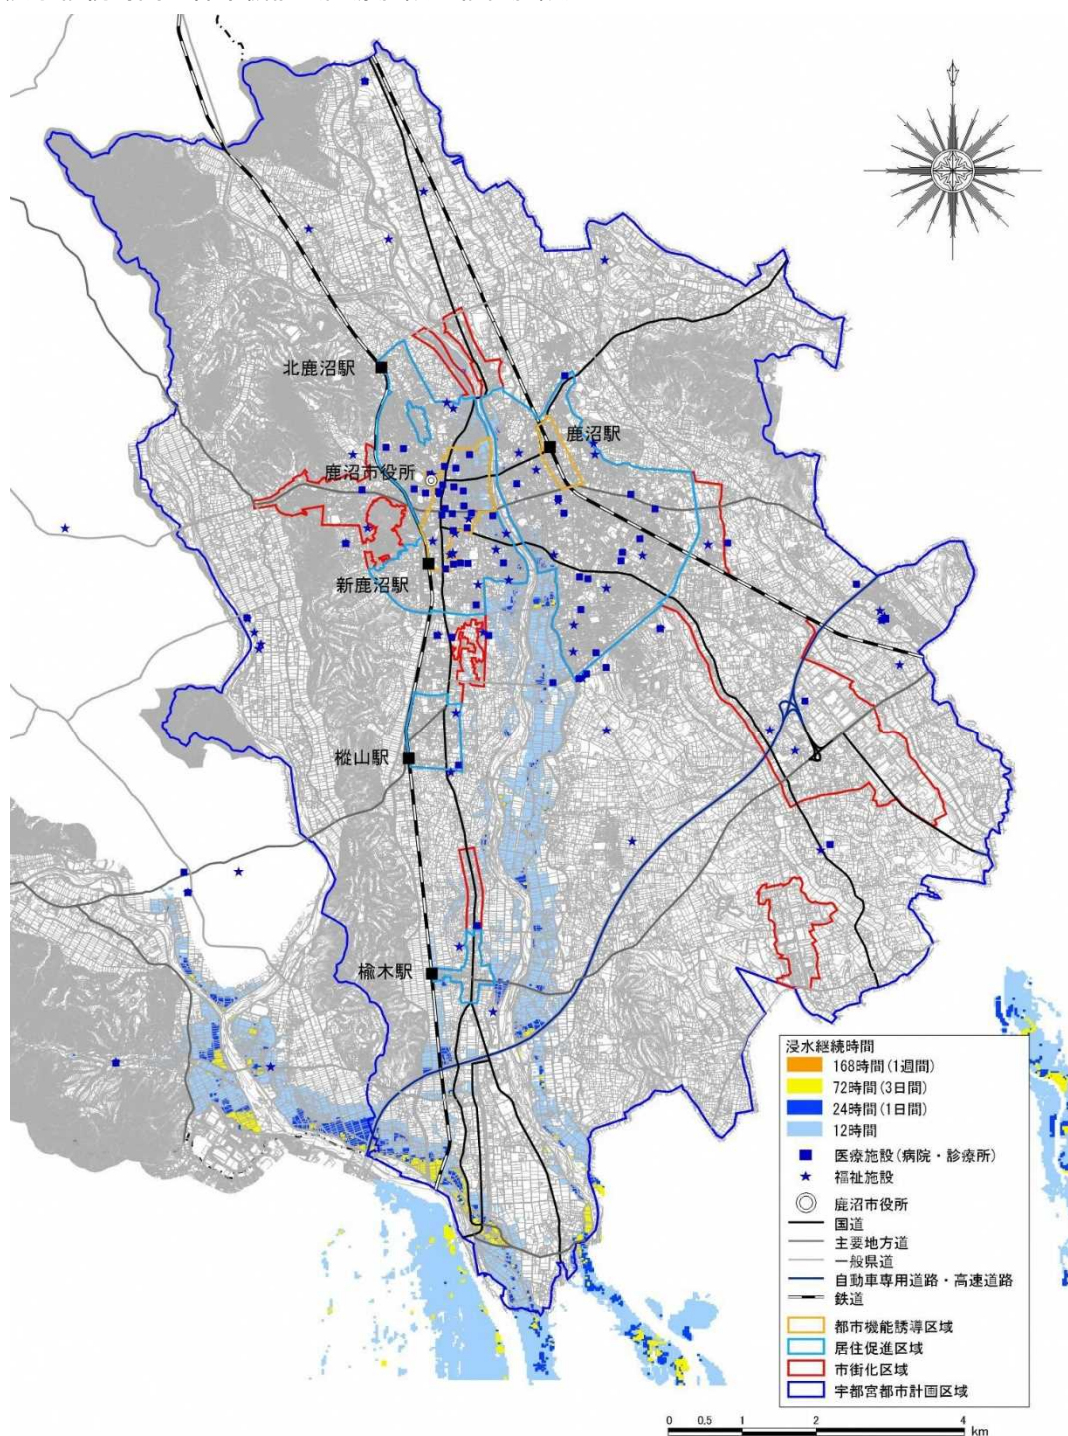 北鹿沼駅
鹿沼駅
鹿沼市役所
新鹿沼駅
樅山駅
楡木駅
浸水継続時間
168時間(1週間)
72時間(3日間)
24時間(1日間)
12時間
医療施設(病院・診療所)
福祉施設
鹿沼市役所
国道
主要地方道
一般県道
自動車専用道路・高速道路
鉄道
都市機能誘導区域
居住促進区域
市街化区域
宇都宮都市計画区域
0 0.5 1 2 4
km